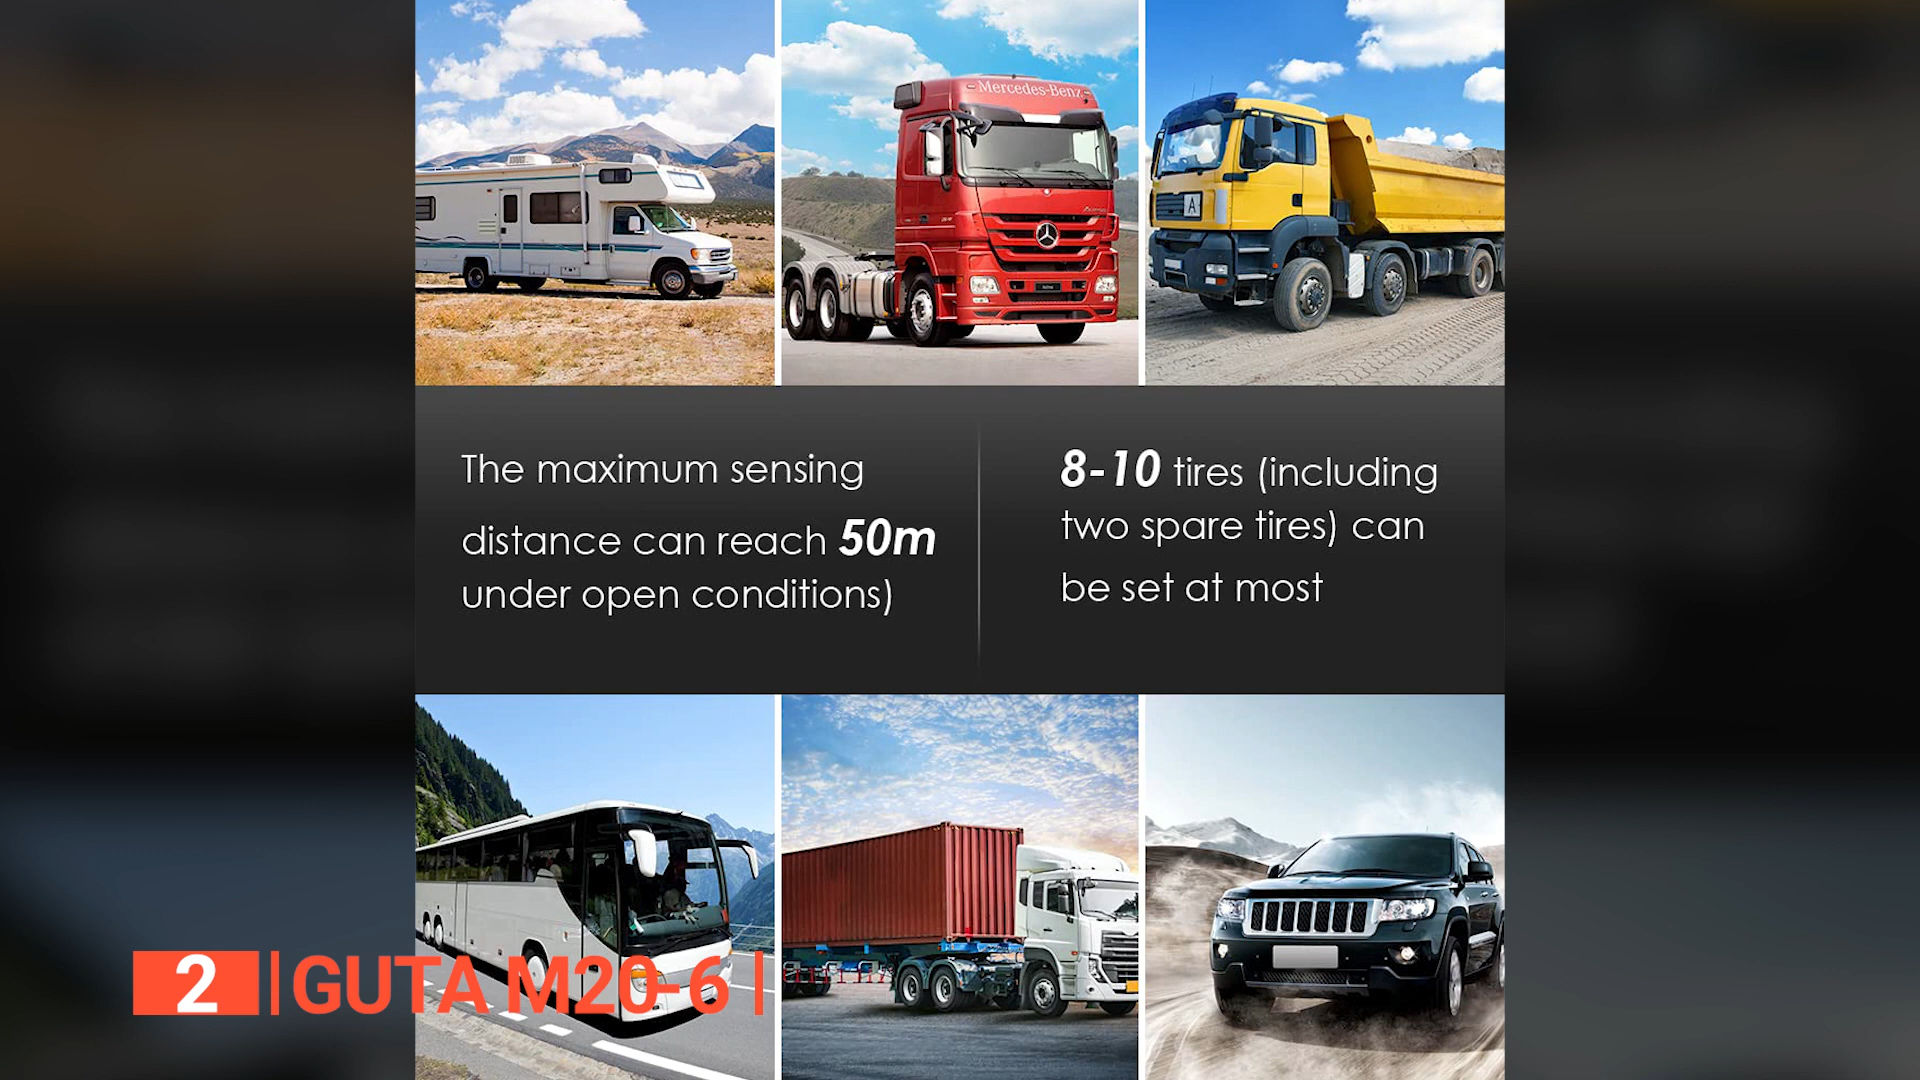 Mercedes-Benz
A
The maximum sensing
distance can reach 50m
under open conditions)
8-10 tires (including
two spare tires) can
be set at most
2 | GUTA M20-6 |